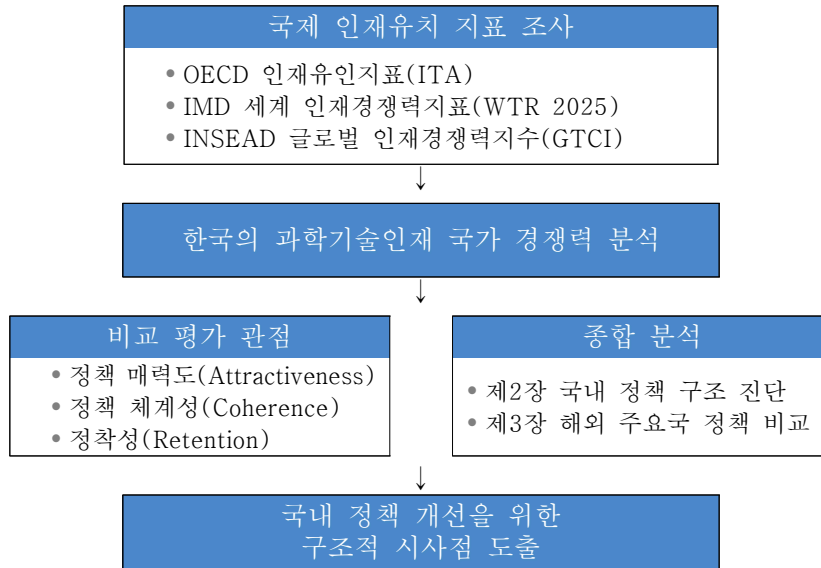 국제 인재유치 지표 조사
• OECD 인재유인지표(ITA)
• IMD 세계 인재경쟁력지표(WTR 2025)
• INSEAD 글로벌 인재경쟁력지수(GTCI)
↓
한국의 과학기술인재 국가 경쟁력 분석
↓
비교 평가 관점
• 정책 매력도(Attractiveness)
• 정책 체계성(Coherence)
• 정착성(Retention)
종합 분석
• 제2장 국내 정책 구조 진단
• 제3장 해외 주요국 정책 비교
↓
국내 정책 개선을 위한
구조적 시사점 도출